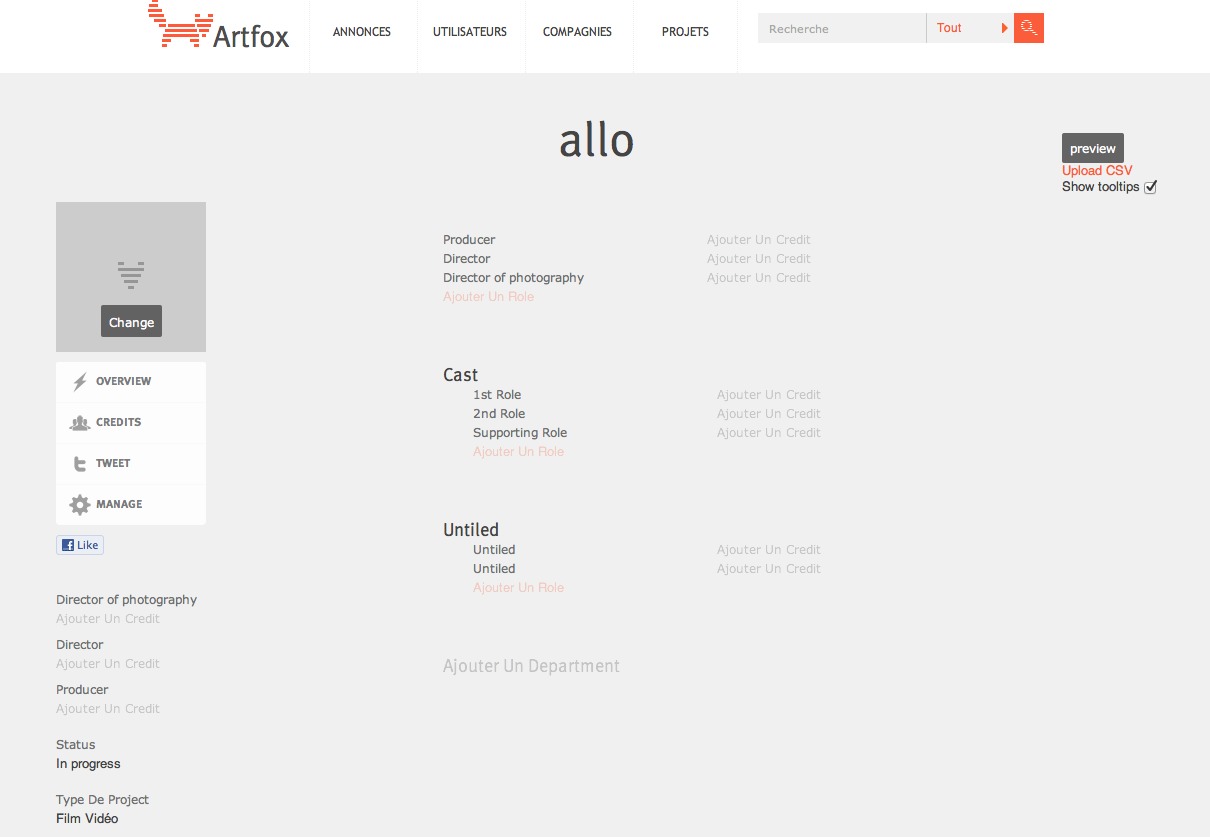 Artfox
ANNONCES
UTILISATEURS
COMPAGNIES
PROJETS
Recherche
Tout
allo
preview
Upload CSV
Show tooltips
Change
OVERVIEW
CREDITS
TWEET
MANAGE
Like
Director of photography
Ajouter Un Credit
Director
Ajouter Un Credit
Producer
Ajouter Un Credit
Status
In progress
Type De Project
Film Vidéo
Producer Ajouter Un Credit
Director Ajouter Un Credit
Director of photography Ajouter Un Credit
Ajouter Un Role
Cast
1st Role Ajouter Un Credit
2nd Role Ajouter Un Credit
Supporting Role Ajouter Un Credit
Ajouter Un Role
Untiled
Untiled Ajouter Un Credit
Untiled Ajouter Un Credit
Ajouter Un Role
Ajouter Un Department